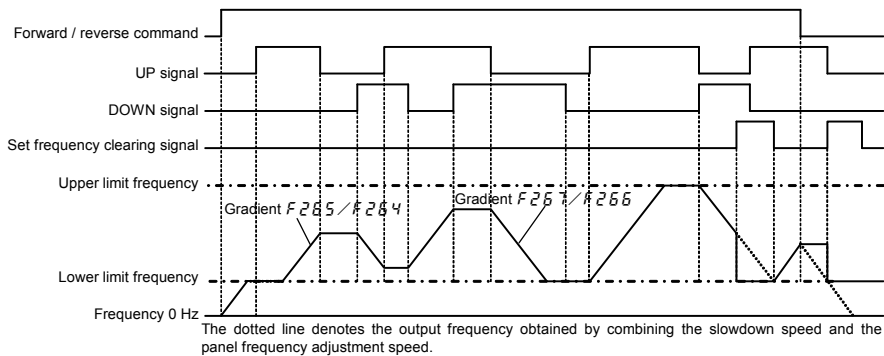 Forward / reverse command
UP signal
DOWN signal
Set frequency clearing signal
Upper limit frequency
Gradient F265/F264
Gradient F267/F266
Lower limit frequency
Frequency 0 Hz
The dotted line denotes the output frequency obtained by combining the slowdown speed and the
panel frequency adjustment speed.